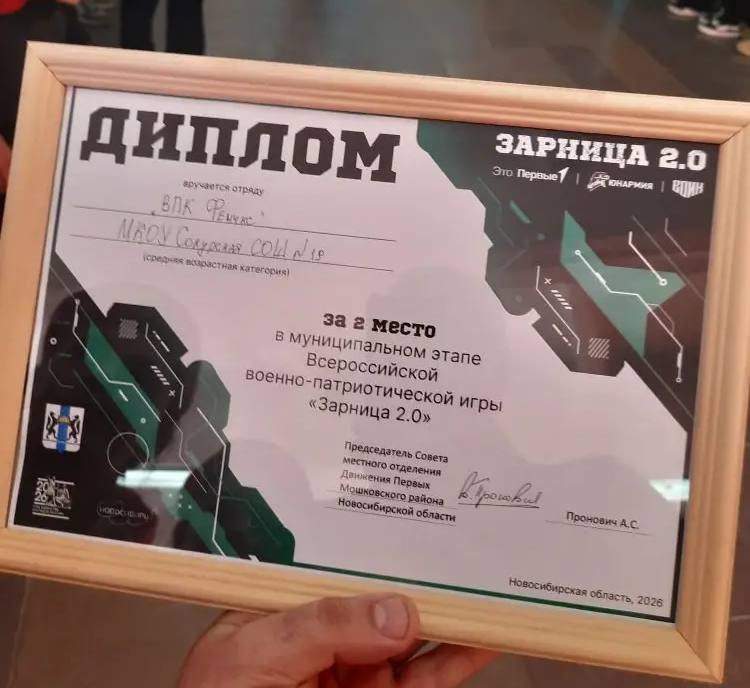 ДИПЛОМ
ЗАРНИЦА 2.0
Это Первые
ЮНАРМИЯ
ВОИН
вручается отряду
"ВПК Феникс"
МКОУ Сокурская СОШ №19
(средняя возрастная категория)
за 2 место
в муниципальном этапе
Всероссийской
военно-патриотической игры
«Зарница 2.0»
Председатель Совета
местного отделения
Движения Первых
Мошковского района
Новосибирской области
Пронович А.С.
2026
Новосибирская область, 2026